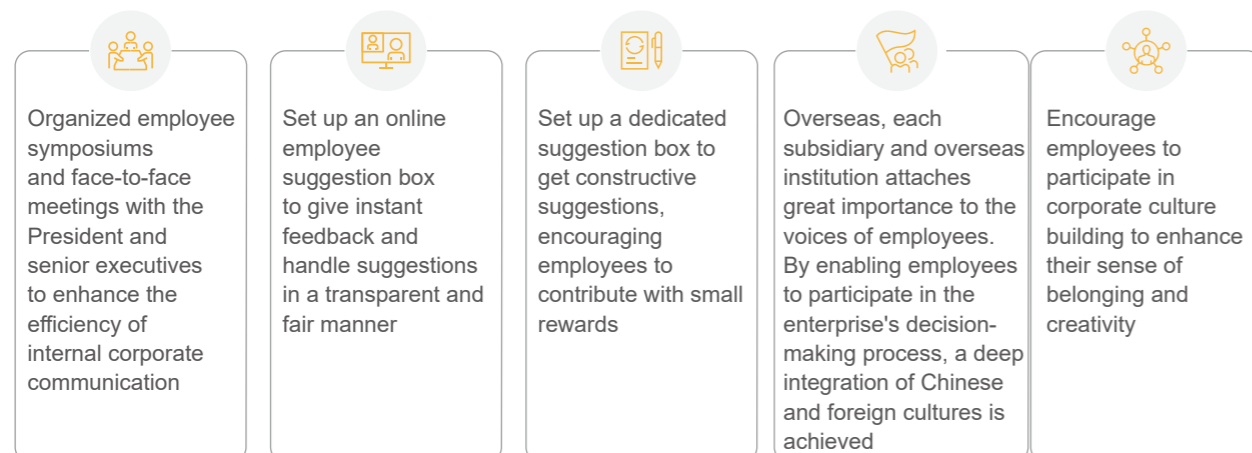 Organized employee
symposiums
and face-to-face
meetings with the
President and
senior executives
to enhance the
efficiency of
internal corporate
communication
Set up an online
employee
suggestion box
to give instant
feedback and
handle suggestions
in a transparent and
fair manner
Set up a dedicated
suggestion box to
get constructive
suggestions,
encouraging
employees to
contribute with small
rewards
Overseas, each
subsidiary and overseas
institution attaches
great importance to the
voices of employees.
By enabling employees
to participate in the
enterprise's decision-
making process, a deep
integration of Chinese
and foreign cultures is
achieved
Encourage
employees to
participate in
corporate culture
building to enhance
their sense of
belonging and
creativity